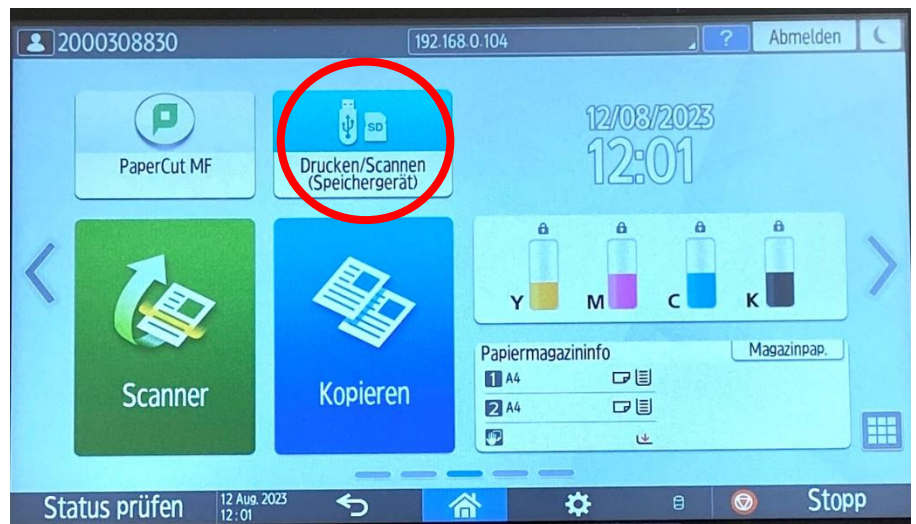 2000308830
192.168.0.104
?
Abmelden
PaperCut MF
SD
Drucken/Scannen
(Speichergerät)
12/08/2023
12:01
Scanner
Kopieren
Y M C K
Papiermagazininfo
Magazinpap.
1 A4
2 A4
Status prüfen
12 Aug. 2023
12:01
Stopp